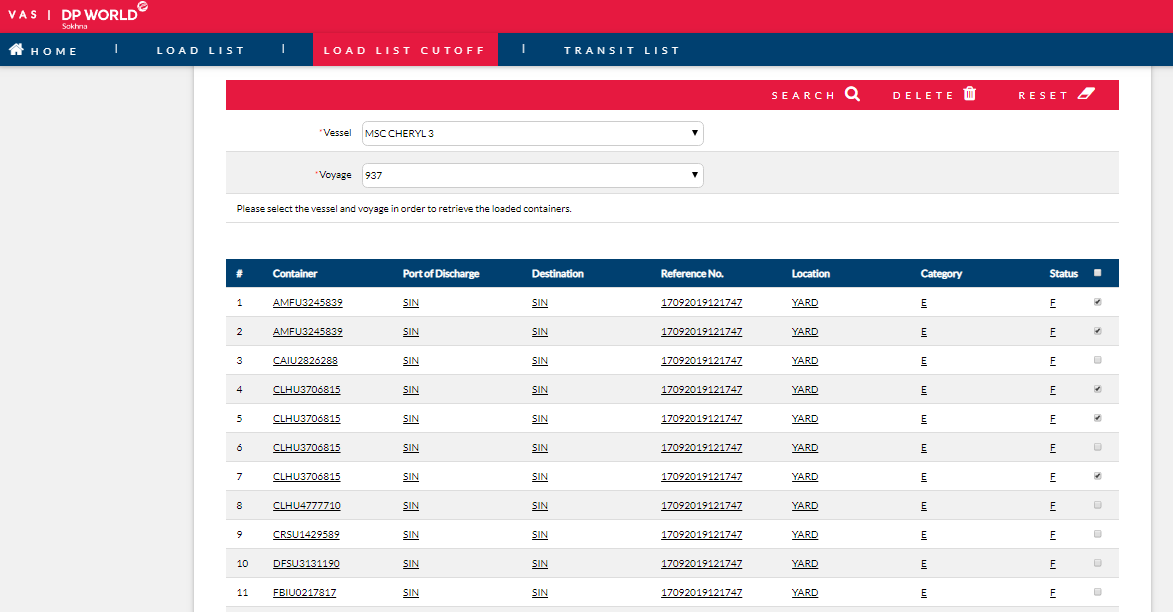 VAS | DP WORLD
Sokhna
HOME | LOAD LIST | LOAD LIST CUTOFF | TRANSIT LIST
SEARCH DELETE RESET
*Vessel MSC CHERYL 3
*Voyage 937
Please select the vessel and voyage in order to retrieve the loaded containers.
# Container Port of Discharge Destination Reference No. Location Category Status
1 AMFU3245839 SIN SIN 17092019121747 YARD E F
2 AMFU3245839 SIN SIN 17092019121747 YARD E F
3 CAIU2826288 SIN SIN 17092019121747 YARD E F
4 CLHU3706815 SIN SIN 17092019121747 YARD E F
5 CLHU3706815 SIN SIN 17092019121747 YARD E F
6 CLHU3706815 SIN SIN 17092019121747 YARD E F
7 CLHU3706815 SIN SIN 17092019121747 YARD E F
8 CLHU4777710 SIN SIN 17092019121747 YARD E F
9 CRSU1429589 SIN SIN 17092019121747 YARD E F
10 DFSU3131190 SIN SIN 17092019121747 YARD E F
11 FBIU0217817 SIN SIN 17092019121747 YARD E F